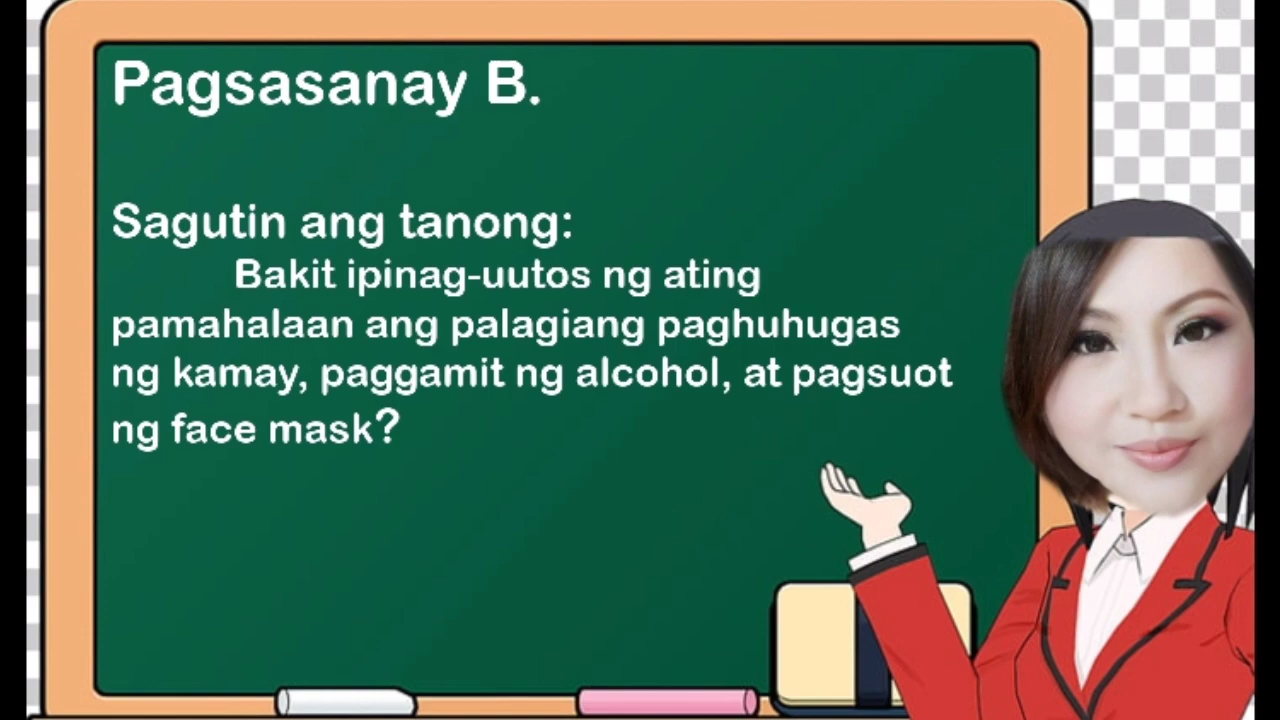 Pagsasanay B.
Sagutin ang tanong:
Bakit ipinag-uutos ng ating
pamahalaan ang palagiang paghuhugas
ng kamay, paggamit ng alcohol, at pagsuot
ng face mask?